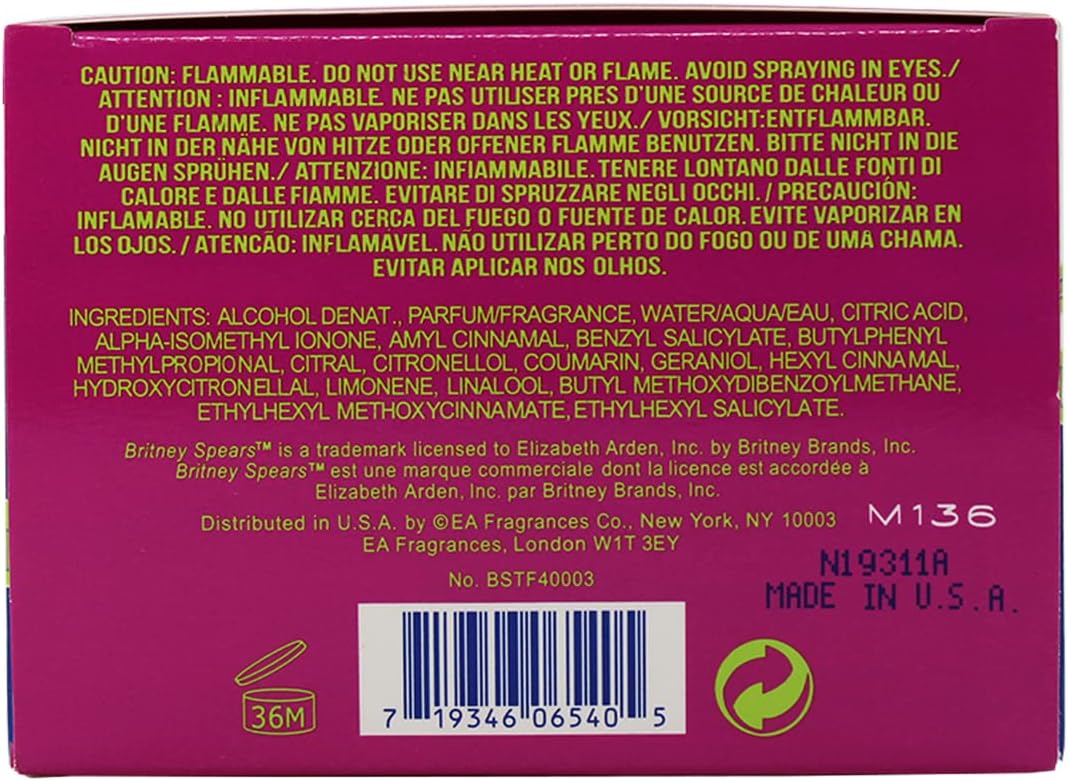 CAUTION: FLAMMABLE. DO NOT USE NEAR HEAT OR FLAME. AVOID SPRAYING IN EYES./
ATTENTION : INFLAMMABLE. NE PAS UTILISER PRES D'UNE SOURCE DE CHALEUR OU
D'UNE FLAMME. NE PAS VAPORISER DANS LES YEUX./ VORSICHT:ENTFLAMMBAR.
NICHT IN DER NÄHE VON HITZE ODER OFFENER FLAMME BENUTZEN. BITTE NICHT IN DIE
AUGEN SPRÜHEN./ ATTENZIONE: INFIAMMABILE. TENERE LONTANO DALLE FONTI DI
CALORE E DALLE FIAMME. EVITARE DI SPRUZZARE NEGLI OCCHI. / PRECAUCIÓN:
INFLAMABLE. NO UTILIZAR CERCA DEL FUEGO O FUENTE DE CALOR. EVITE VAPORIZAR EN
LOS OJOS. / ATENCÃO: INFLAMÁVEL. NÃO UTILIZAR PERTO DO FOGO OU DE UMA CHAMA.
EVITAR APLICAR NOS OLHOS.
INGREDIENTS: ALCOHOL DENAT., PARFUM/FRAGRANCE, WATER/AQUA/EAU, CITRIC ACID,
ALPHA-ISOMETHYL IONONE, AMYL CINNAMAL, BENZYL SALICYLATE, BUTYLPHENYL
METHYLPROPIONAL, CITRAL, CITRONELLOL, COUMARIN, GERANIOL, HEXYL CINNAMAL,
HYDROXYCITRONELLAL, LIMONENE, LINALOOL, BUTYL METHOXYDIBENZOYLMETHANE,
ETHYLHEXYL METHOXYCINNAMATE, ETHYLHEXYL SALICYLATE.
Britney Spears™ is a trademark licensed to Elizabeth Arden, Inc. by Britney Brands, Inc.
Britney Spears™ est une marque commerciale dont la licence est accordée à
Elizabeth Arden, Inc. par Britney Brands, Inc.
Distributed in U.S.A. by ©EA Fragrances Co., New York, NY 10003 M136
EA Fragrances, London W1T 3EY
N19311A
No. BSTF40003
MADE IN U.S.A.
36M
7 19346 06540 5